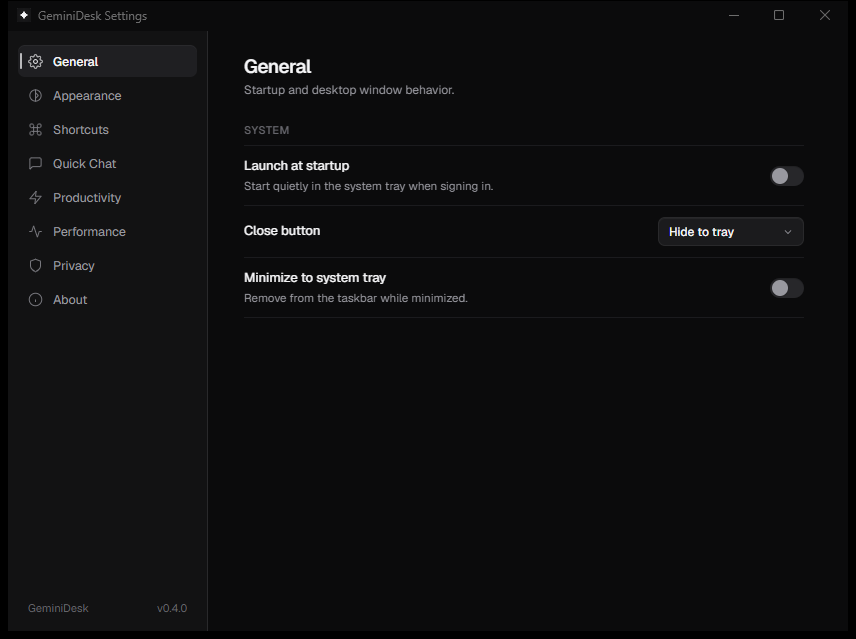 GeminiDesk Settings
General
Appearance
Shortcuts
Quick Chat
Productivity
Performance
Privacy
About
GeminiDesk v0.4.0
General
Startup and desktop window behavior.
SYSTEM
Launch at startup
Start quietly in the system tray when signing in.
Close button
Hide to tray
Minimize to system tray
Remove from the taskbar while minimized.